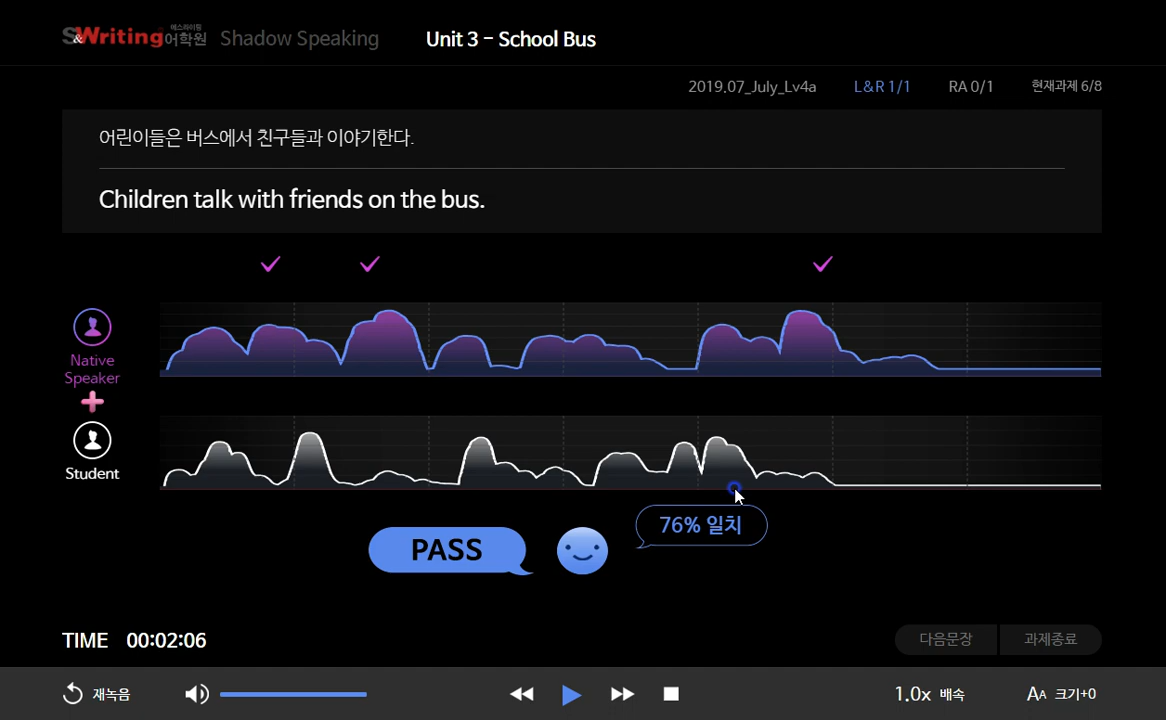 S&Writing 에스라이팅 어학원 Shadow Speaking Unit 3 - School Bus
2019.07_July_Lv4a L&R 1/1 RA 0/1 현재과제 6/8
어린이들은 버스에서 친구들과 이야기한다.
Children talk with friends on the bus.
Native
Speaker
Student
PASS
76% 일치
TIME 00:02:06
다음문장 과제종료
재녹음 1.0x 배속 AA 크기+0